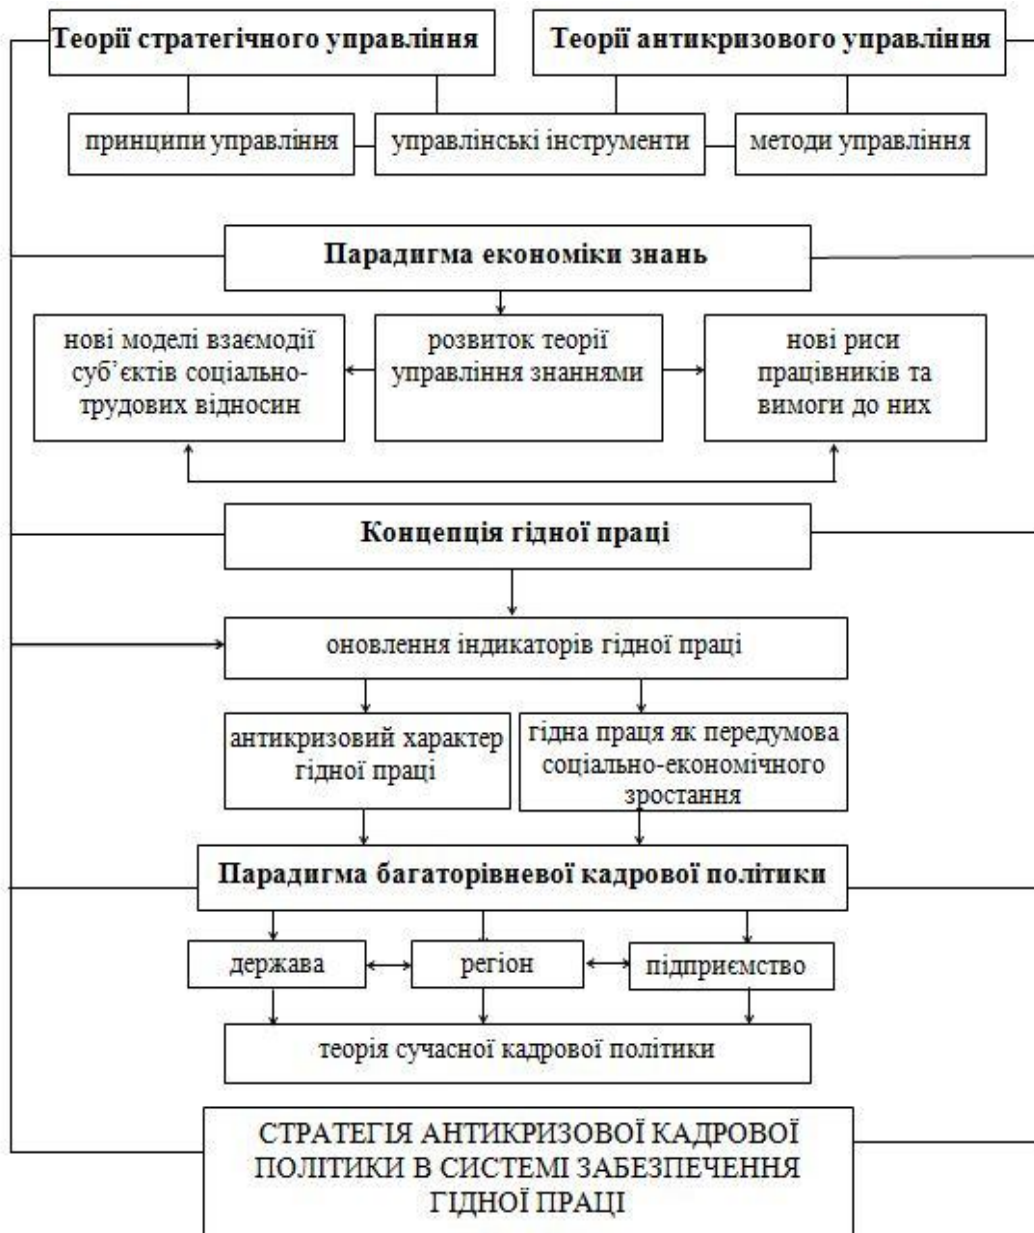 Теорії стратегічного управління
Теорії антикризового управління
принципи управління
управлінські інструменти
методи управління
Парадигма економіки знань
нові моделі взаємодії
суб’єктів соціально-
трудових відносин
розвиток теорії
управління знаннями
нові риси
працівників та
вимоги до них
Концепція гідної праці
оновлення індикаторів гідної праці
антикризовий характер
гідної праці
гідна праця як передумова
соціально-економічного
зростання
Парадигма багаторівневої кадрової політики
держава
регіон
підприємство
теорія сучасної кадрової політики
СТРАТЕГІЯ АНТИКРИЗОВОЇ КАДРОВОЇ
ПОЛІТИКИ В СИСТЕМІ ЗАБЕЗПЕЧЕННЯ
ГІДНОЇ ПРАЦІ